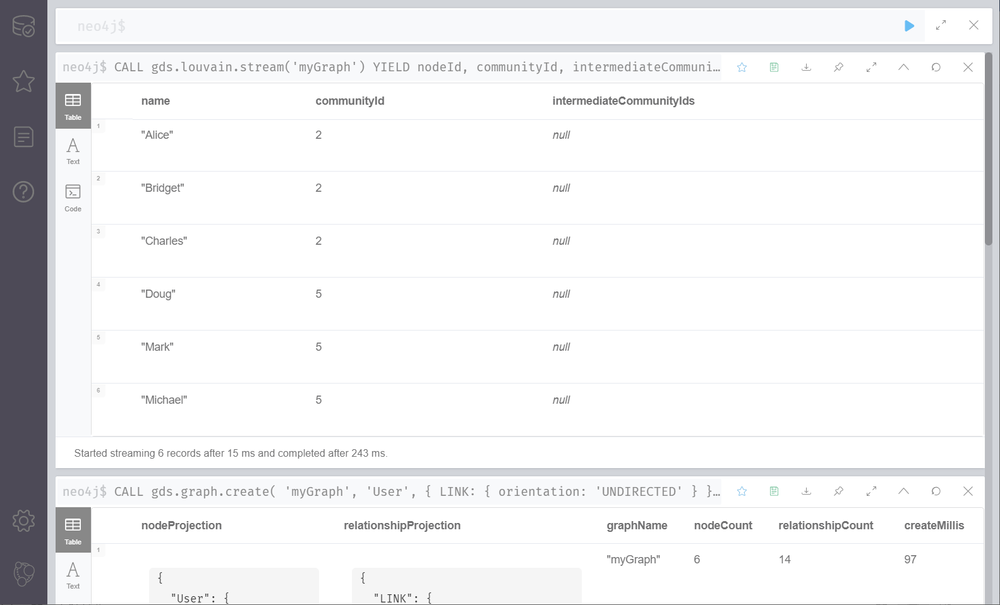 neo4j$
neo4j$ CALL gds.louvain.stream('myGraph') YIELD nodeId, communityId, intermediateCommuni…
Table
Text
Code
name communityId intermediateCommunityIds
1 "Alice" 2 null
2 "Bridget" 2 null
3 "Charles" 2 null
4 "Doug" 5 null
5 "Mark" 5 null
6 "Michael" 5 null
Started streaming 6 records after 15 ms and completed after 243 ms.
neo4j$ CALL gds.graph.create( 'myGraph', 'User', { LINK: { orientation: 'UNDIRECTED' } }…
Table
Text
nodeProjection relationshipProjection graphName nodeCount relationshipCount createMillis
1 "myGraph" 6 14 97
{ {
"User": { "LINK": {